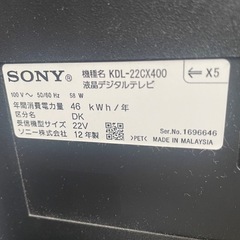 SONY 機種名 KDL-22CX400
液晶デジタルテレビ
⇐ X5
100 V～ 50/60 Hz 58 W
年間消費電力量 46 kWh/年
区分名 DK
受信機型サイズ 22V
ソニー株式会社 12年製
Ser.No. 1696646
>PET< MADE IN MALAYSIA